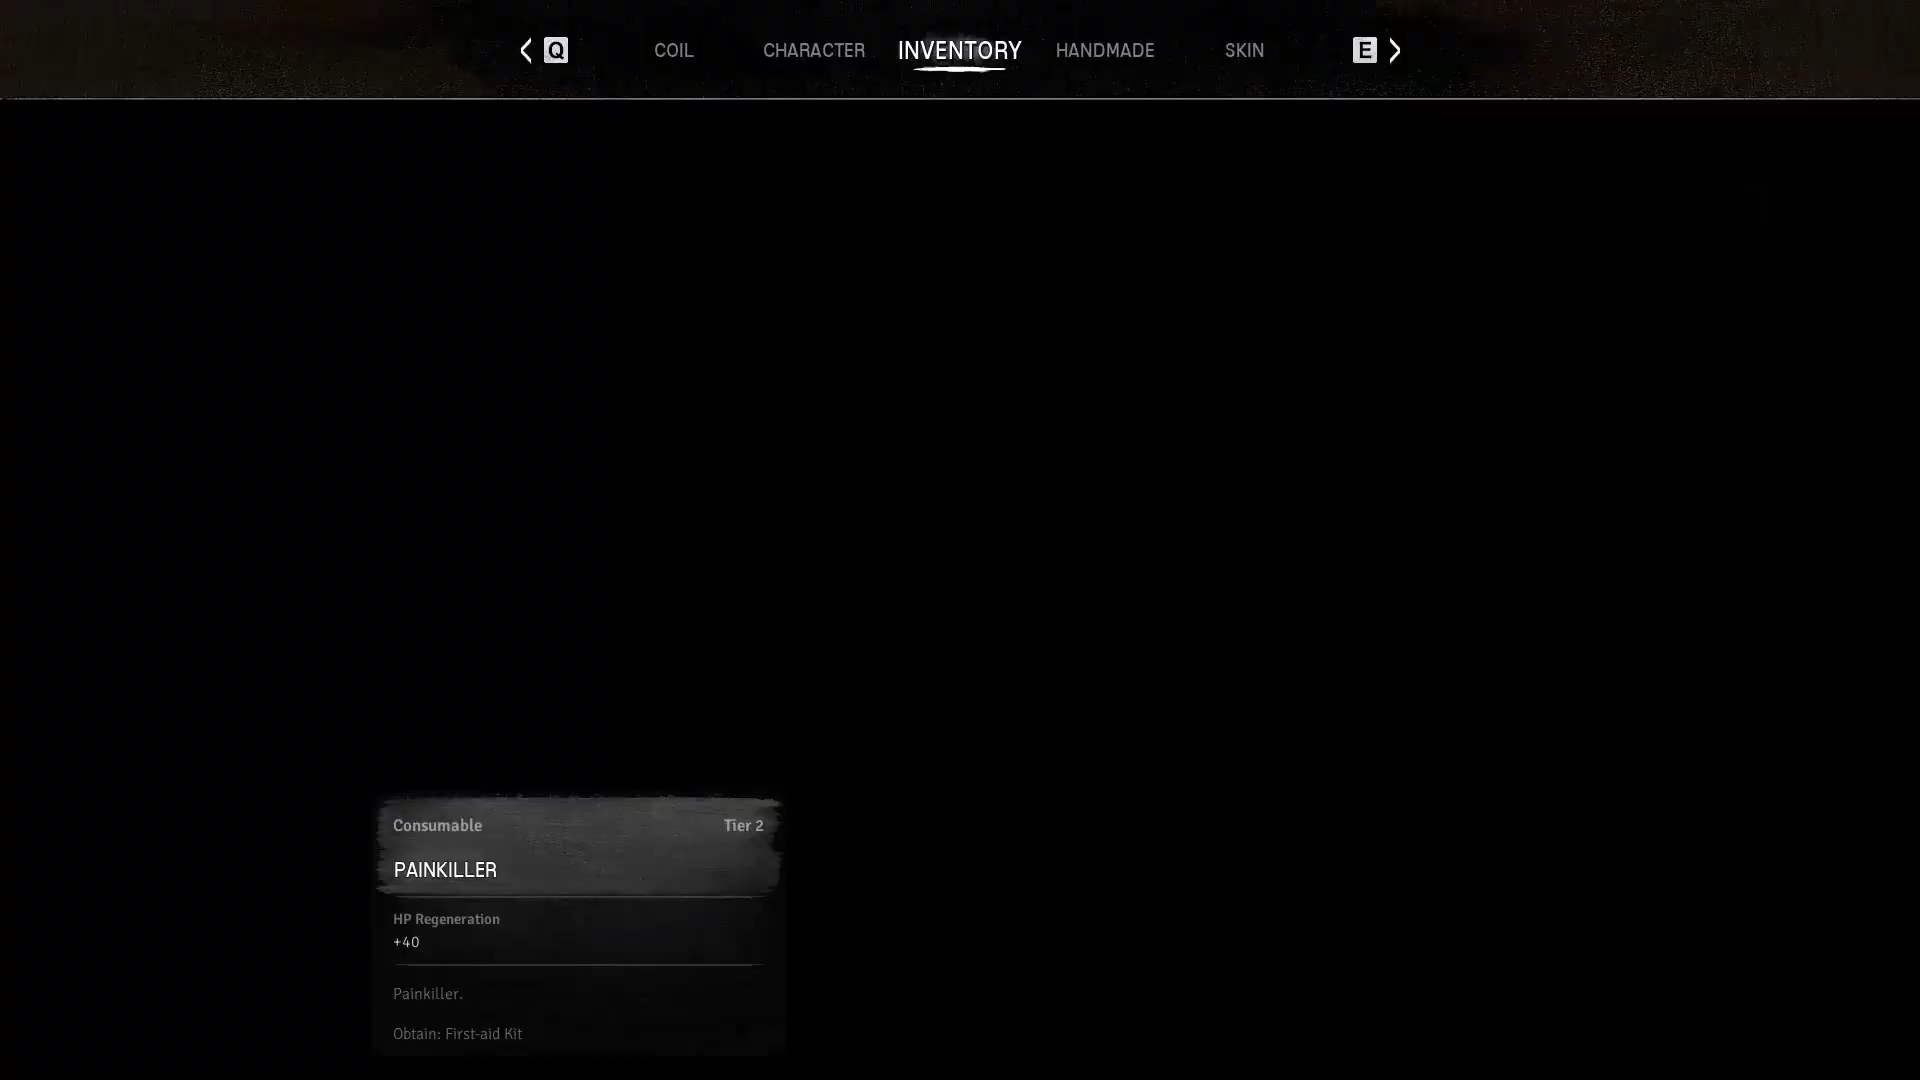 Q COIL CHARACTER INVENTORY HANDMADE SKIN E
Consumable Tier 2
PAINKILLER
HP Regeneration
+40
Painkiller.
Obtain: First-aid Kit